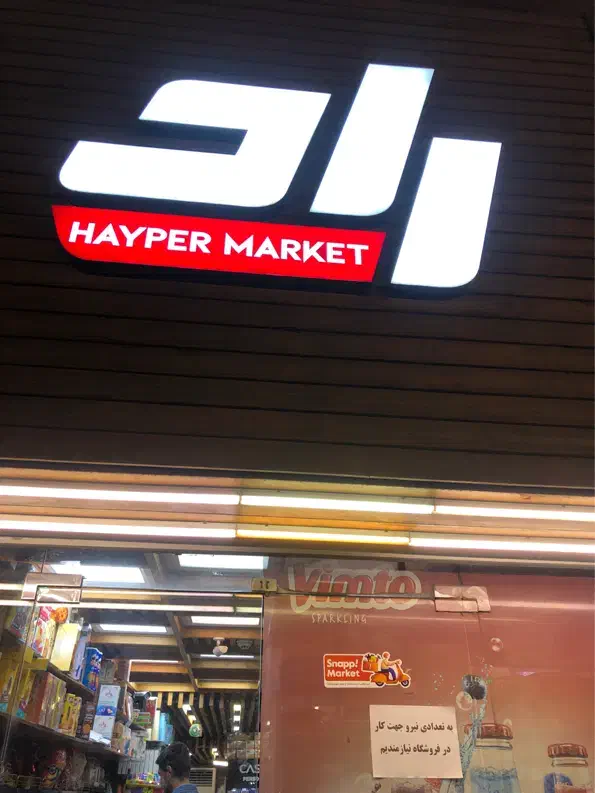 راد
HAYPER MARKET
Vimto
SPARKLING
Snapp!
Market
به تعدادی نیرو جهت کار
در فروشگاه نیازمندیم